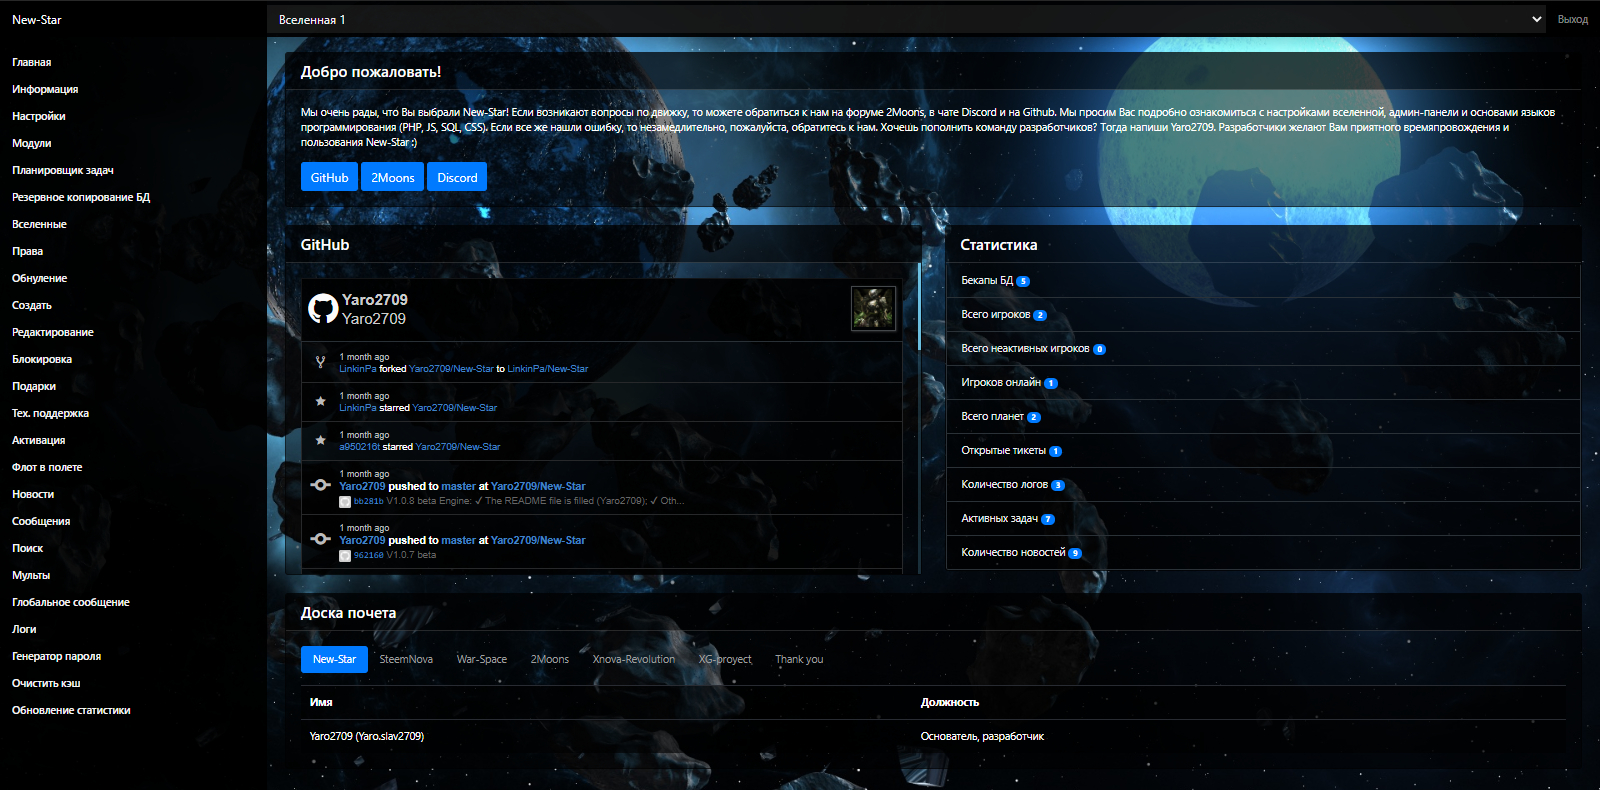 New-Star
Вселенная 1
Выход
Главная
Информация
Настройки
Модули
Планировщик задач
Резервное копирование БД
Вселенные
Права
Обнуление
Создать
Редактирование
Блокировка
Подарки
Тех. поддержка
Активация
Флот в полете
Новости
Сообщения
Поиск
Мульты
Глобальное сообщение
Логи
Генератор пароля
Очистить кэш
Обновление статистики
Добро пожаловать!
Мы очень рады, что Вы выбрали New-Star! Если возникают вопросы по движку, то можете обратиться к нам на форуме 2Moons, в чате Discord и на Github. Мы просим Вас подробно ознакомиться с настройками вселенной, админ-панели и основами языков
программирования (PHP, JS, SQL, CSS). Если все же нашли ошибку, то незамедлительно, пожалуйста, обратитесь к нам. Хочешь пополнить команду разработчиков? Тогда напиши Yaro2709. Разработчики желают Вам приятного времяпровождения и
пользования New-Star :)
GitHub 2Moons Discord
GitHub
Yaro2709
Yaro2709
1 month ago
LinkinPa forked Yaro2709/New-Star to LinkinPa/New-Star
1 month ago
LinkinPa starred Yaro2709/New-Star
1 month ago
a950216t starred Yaro2709/New-Star
1 month ago
Yaro2709 pushed to master at Yaro2709/New-Star
bb281b V1.0.8 beta Engine: ✓ The README file is filled (Yaro2709); ✓ Oth...
1 month ago
Yaro2709 pushed to master at Yaro2709/New-Star
962160 V1.0.7 beta
Статистика
Бекапы БД 5
Всего игроков 2
Всего неактивных игроков 0
Игроков онлайн 1
Всего планет 2
Открытые тикеты 1
Количество логов 3
Активных задач 7
Количество новостей 9
Доска почета
New-Star SteemNova War-Space 2Moons Xnova-Revolution XG-proyect Thank you
Имя Должность
Yaro2709 (Yaro.slav2709) Основатель, разработчик